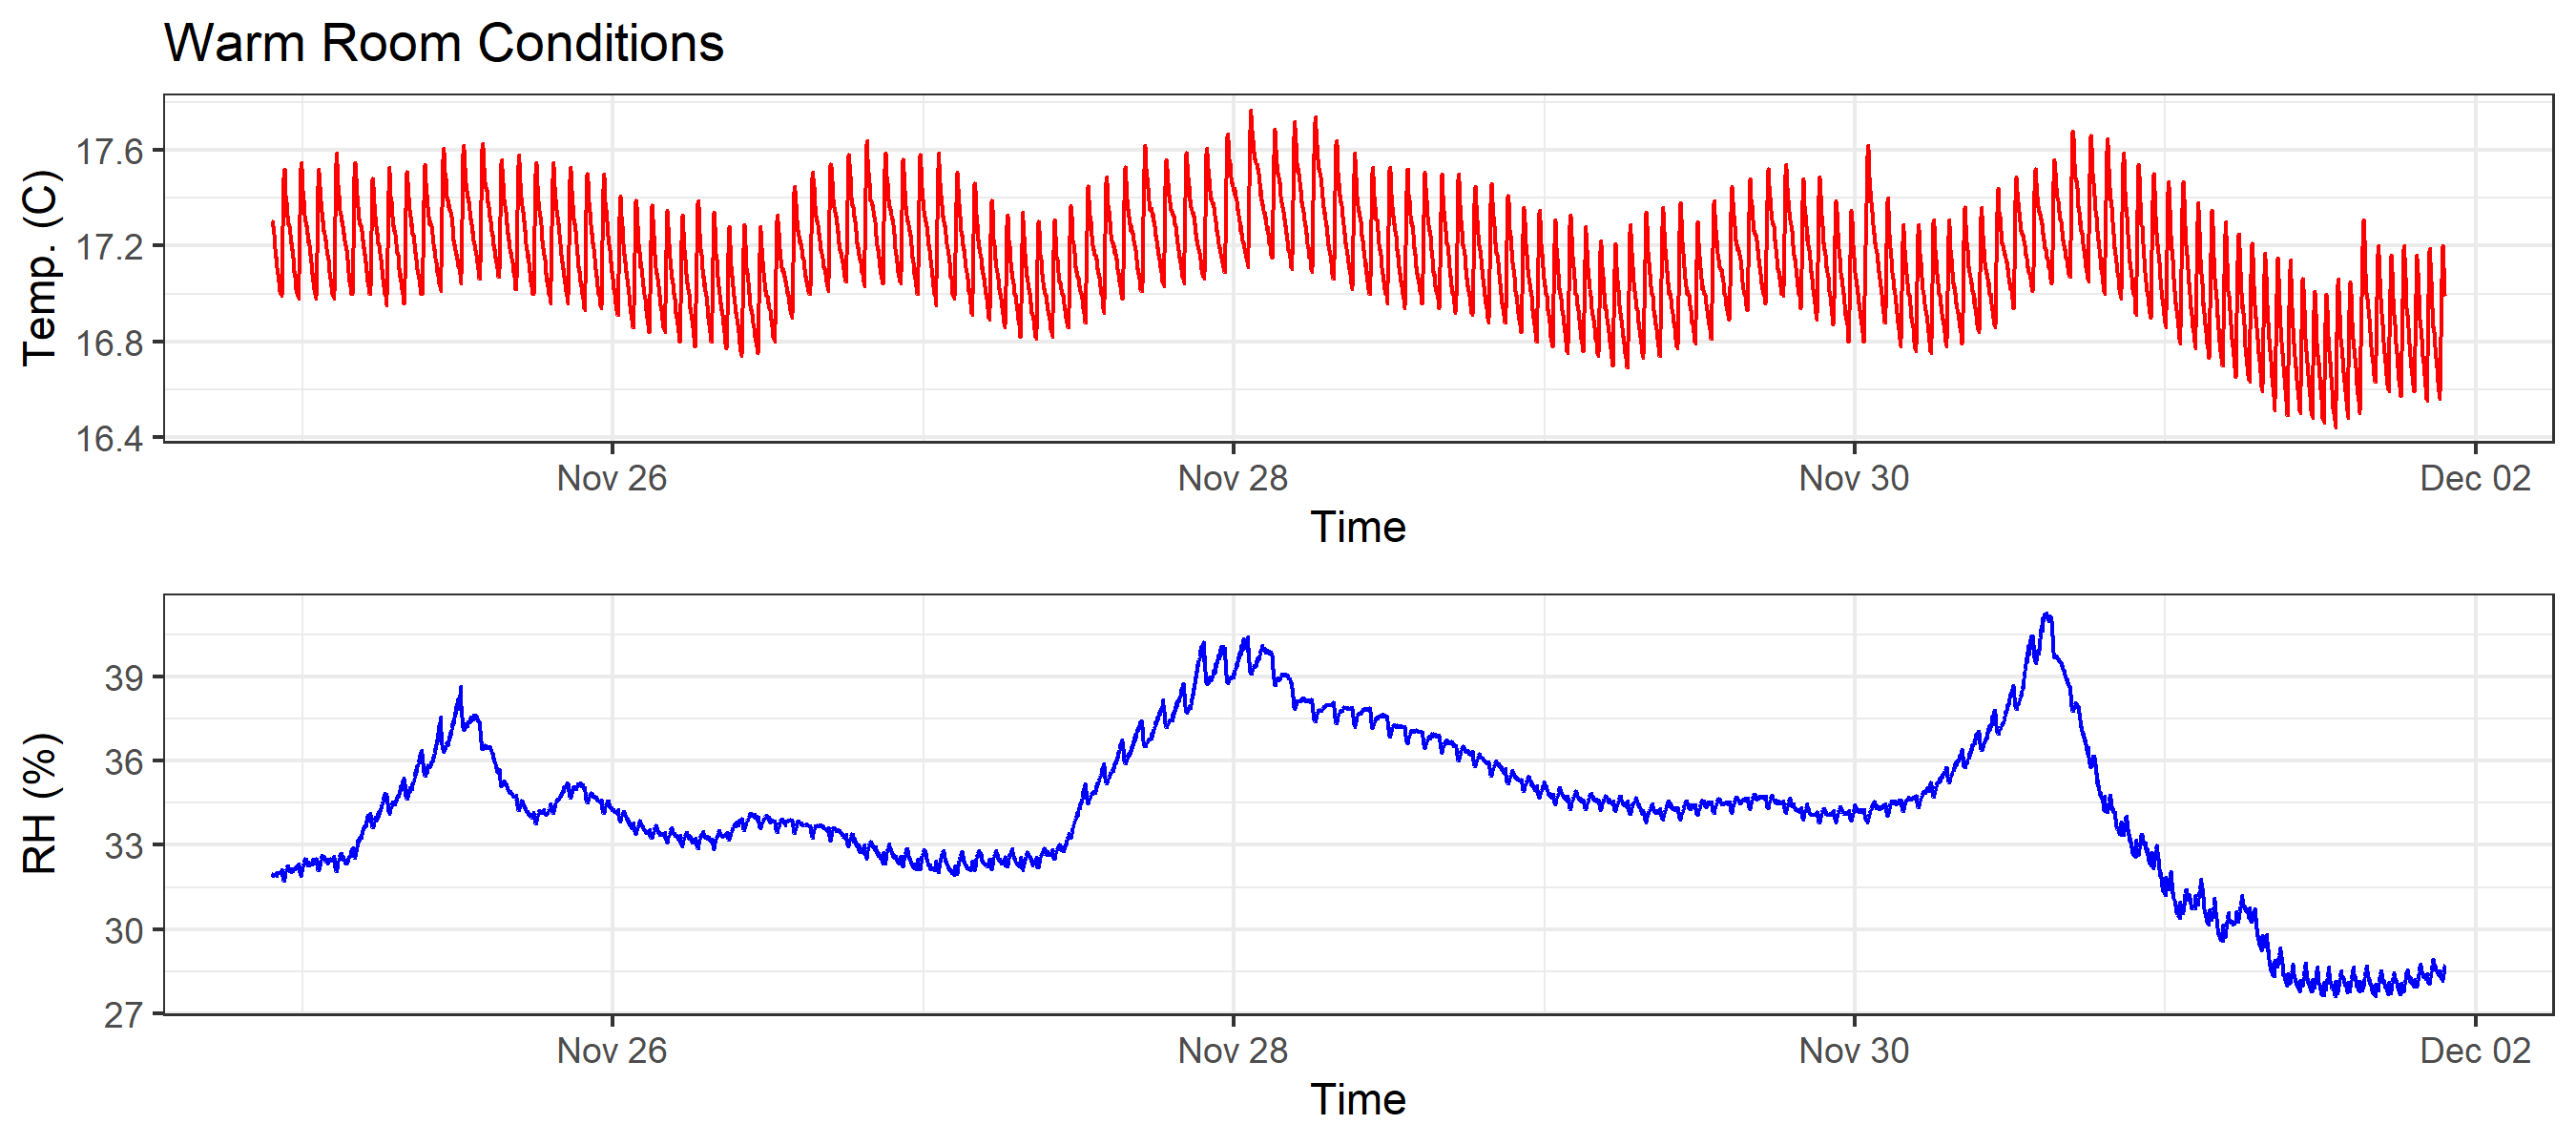 Warm Room Conditions
Temp. (C)
17.6
17.2
16.8
16.4
Nov 26 Nov 28 Nov 30 Dec 02
Time
RH (%)
39
36
33
30
27
Nov 26 Nov 28 Nov 30 Dec 02
Time